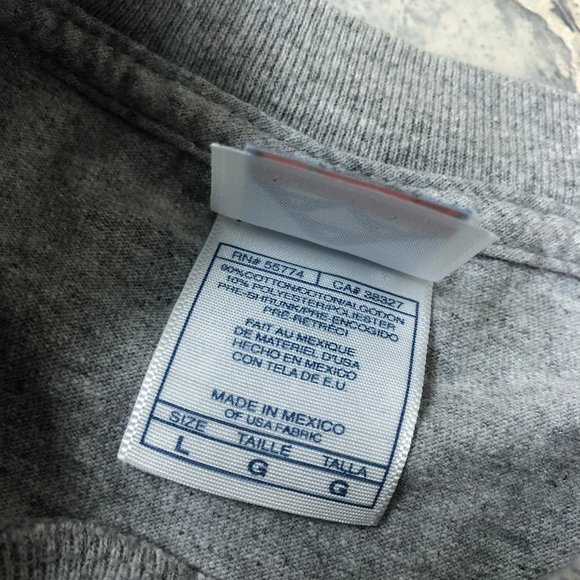 RN# 55774 CA# 38327
90% COTTON/COTON/ALGODON
10% POLYESTER/POLIESTER
PRE-SHRUNK/PRE-ENCOGIDO
PRÉ-RETRÉCI
FAIT AU MEXIQUE
DE MATERIEL D'USA
HECHO EN MEXICO
CON TELA DE E.U.
MADE IN MEXICO
OF USA FABRIC
SIZE TAILLE TALLA
L G G